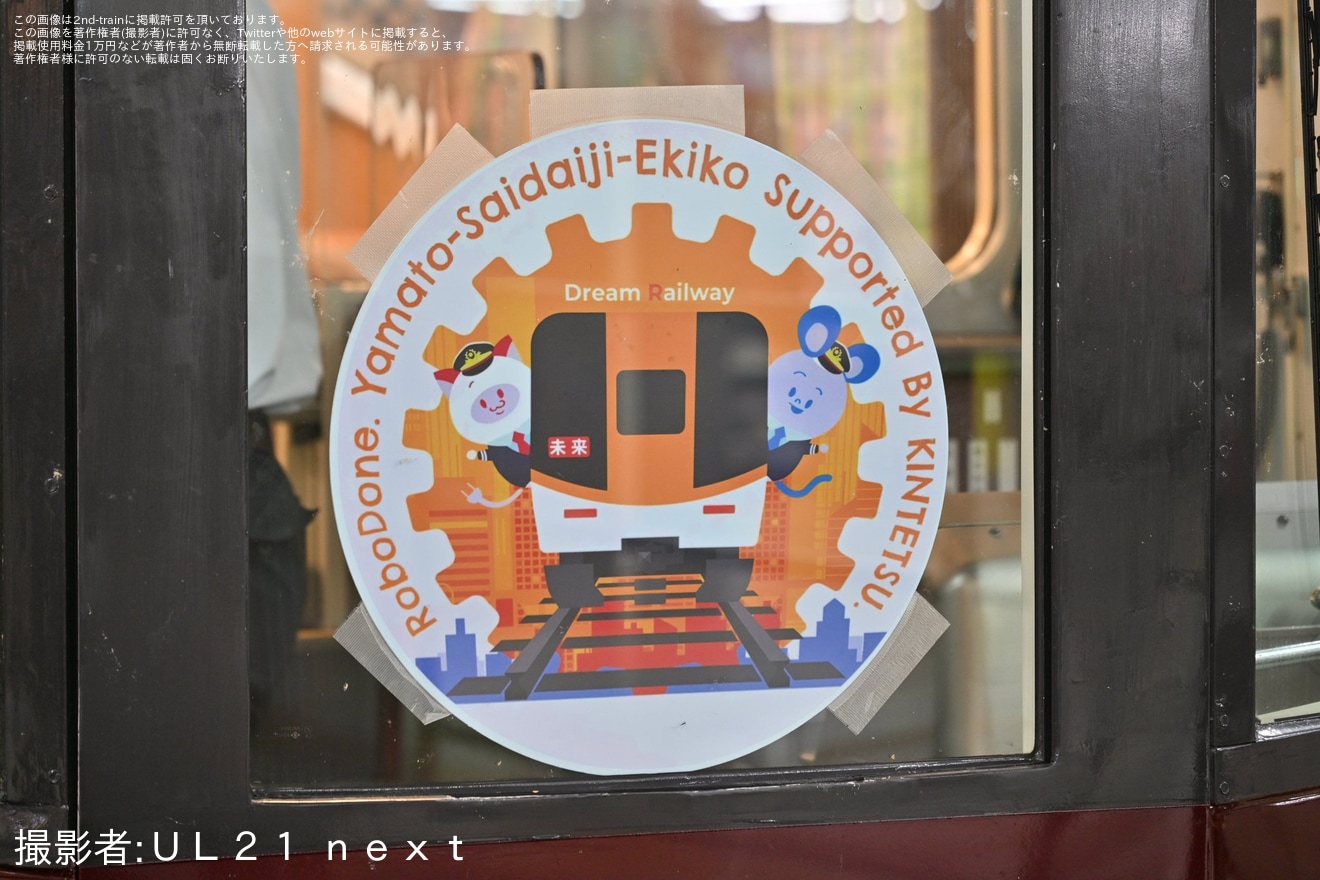 この画像は2nd-trainに掲載許可を頂いております。
この画像を著作権者(撮影者)に許可なく、Twitterや他のwebサイトに掲載すると、
掲載使用料金1万円などが著作者から無断転載した方へ請求される可能性があります。
著作権者様に許可のない転載は固くお断りいたします。
RoboDone. Yamato-Saidaiji-Ekiko Supported By KINTETSU.
Dream Railway
未来
撮影者:ＵＬ２１ｎｅｘｔ